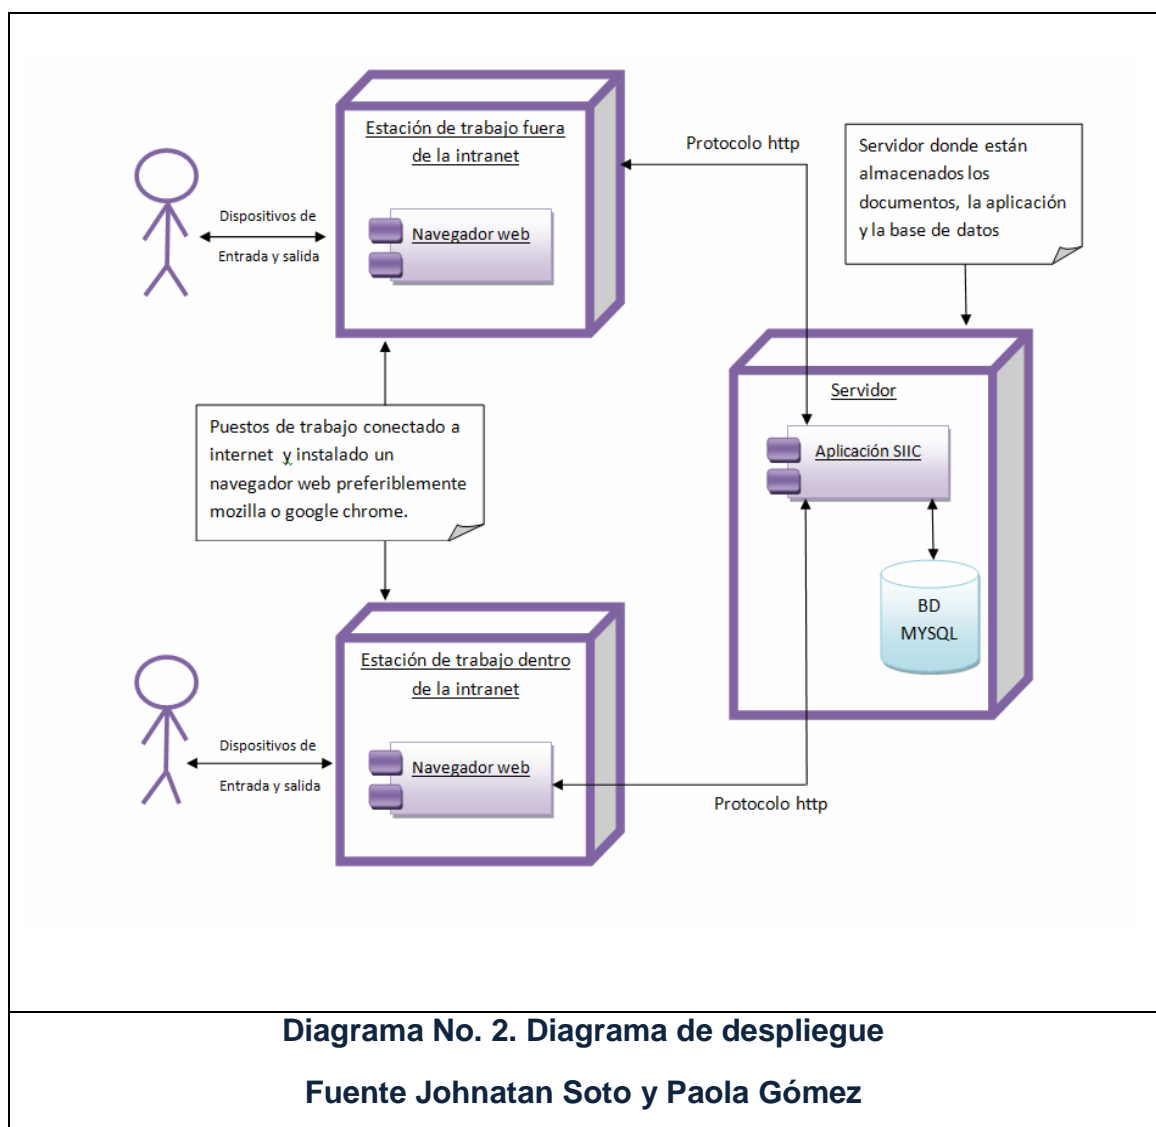 Estación de trabajo fuera
de la intranet
Navegador web
Dispositivos de
Entrada y salida
Protocolo http
Servidor donde están
almacenados los
documentos, la aplicación
y la base de datos
Puestos de trabajo conectado a
internet y instalado un
navegador web preferiblemente
mozilla o google chrome.
Servidor
Aplicación SIIC
BD
MYSQL
Estación de trabajo dentro
de la intranet
Navegador web
Dispositivos de
Entrada y salida
Protocolo http
Diagrama No. 2. Diagrama de despliegue
Fuente Johnatan Soto y Paola Gómez